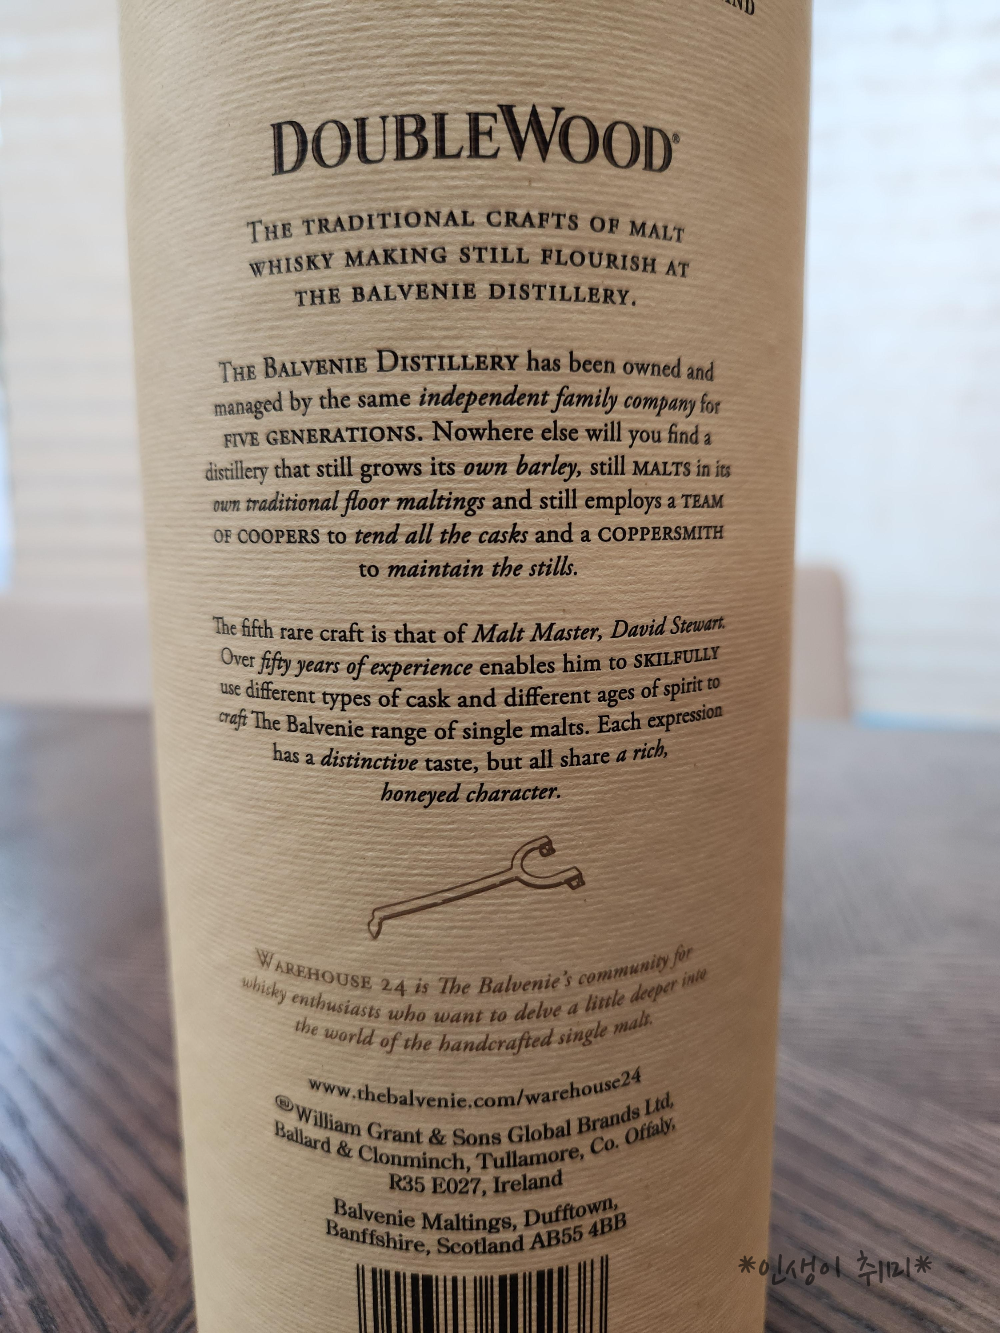 ND
DOUBLEWOOD®
THE TRADITIONAL CRAFTS OF MALT
WHISKY MAKING STILL FLOURISH AT
THE BALVENIE DISTILLERY.
THE BALVENIE DISTILLERY has been owned and
managed by the same independent family company for
FIVE GENERATIONS. Nowhere else will you find a
distillery that still grows its own barley, still MALTS in its
own traditional floor maltings and still employs a TEAM
OF COOPERS to tend all the casks and a COPPERSMITH
to maintain the stills.
The fifth rare craft is that of Malt Master, David Stewart.
Over fifty years of experience enables him to SKILFULLY
use different types of cask and different ages of spirit to
craft The Balvenie range of single malts. Each expression
has a distinctive taste, but all share a rich,
honeyed character.
WAREHOUSE 24 is The Balvenie's community for
whisky enthusiasts who want to delve a little deeper into
the world of the handcrafted single malt.
www.thebalvenie.com/warehouse24
EU William Grant & Sons Global Brands Ltd,
Ballard & Clonminch, Tullamore, Co. Offaly,
R35 E027, Ireland
Balvenie Maltings, Dufftown,
Banffshire, Scotland AB55 4BB
*인생이 취미*